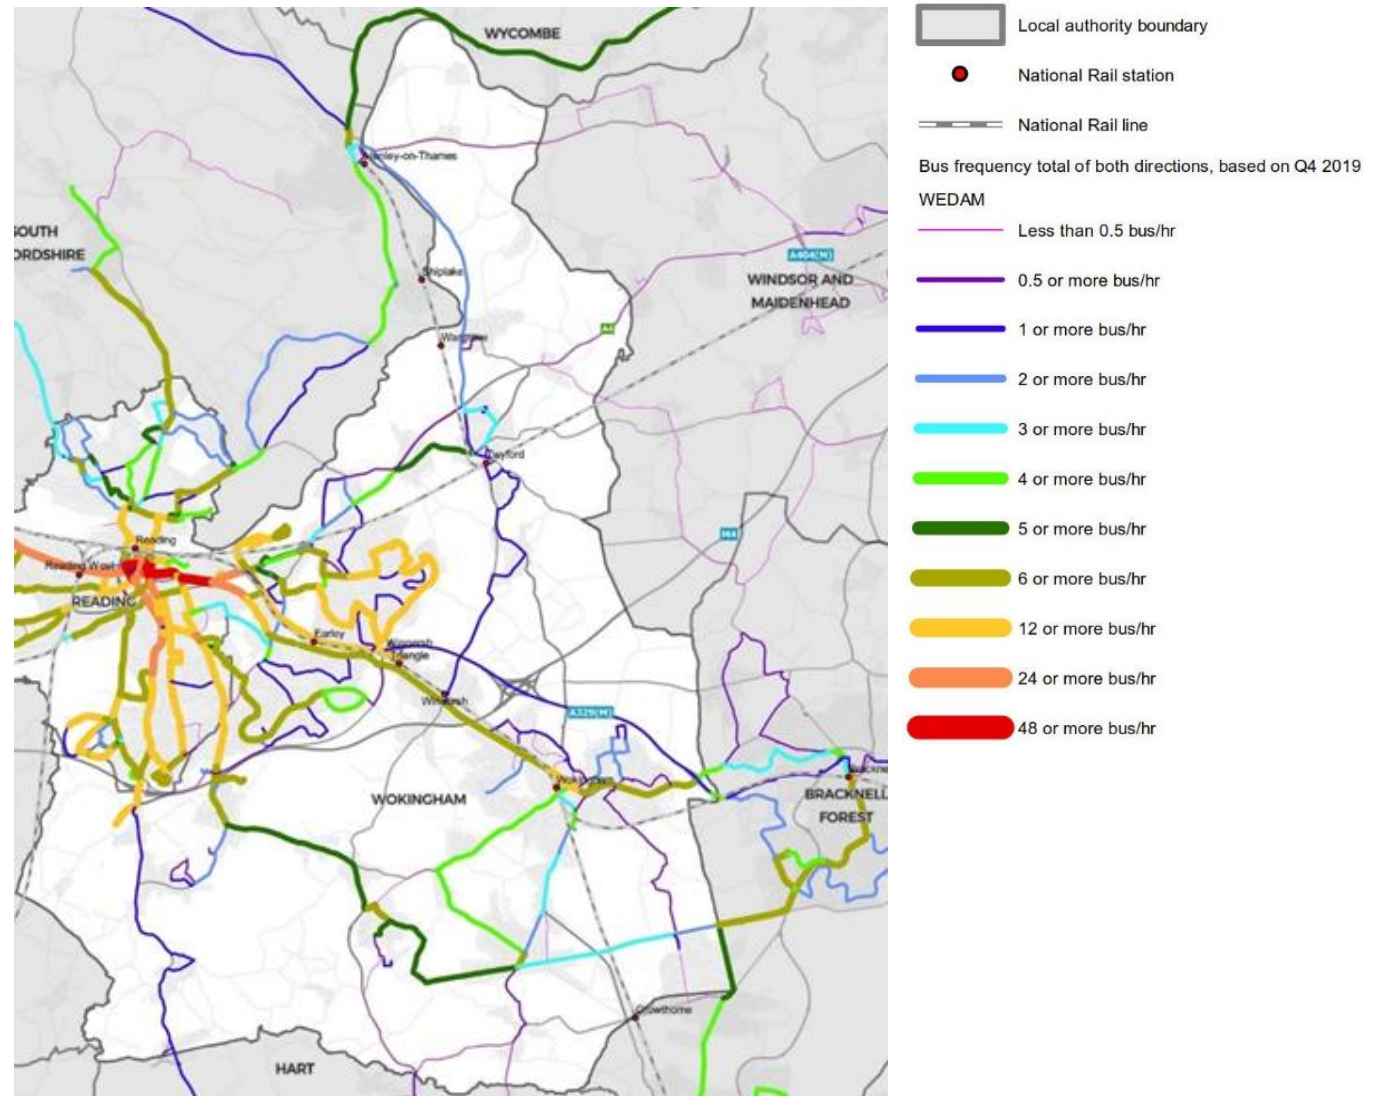 WYCOMBE
Henley-on-Thames
SOUTH
ORDSHIRE
Shiplake
A404(M)
WINDSOR AND
MAIDENHEAD
Wargrave
A4
Twyford
M4
Reading
Reading West
READING
Earley
Winnersh
Triangle
Winnersh
A329(M)
Wokingham
WOKINGHAM
BRACKNELL
FOREST
Crowthorne
HART
Local authority boundary
National Rail station
National Rail line
Bus frequency total of both directions, based on Q4 2019
WEDAM
Less than 0.5 bus/hr
0.5 or more bus/hr
1 or more bus/hr
2 or more bus/hr
3 or more bus/hr
4 or more bus/hr
5 or more bus/hr
6 or more bus/hr
12 or more bus/hr
24 or more bus/hr
48 or more bus/hr